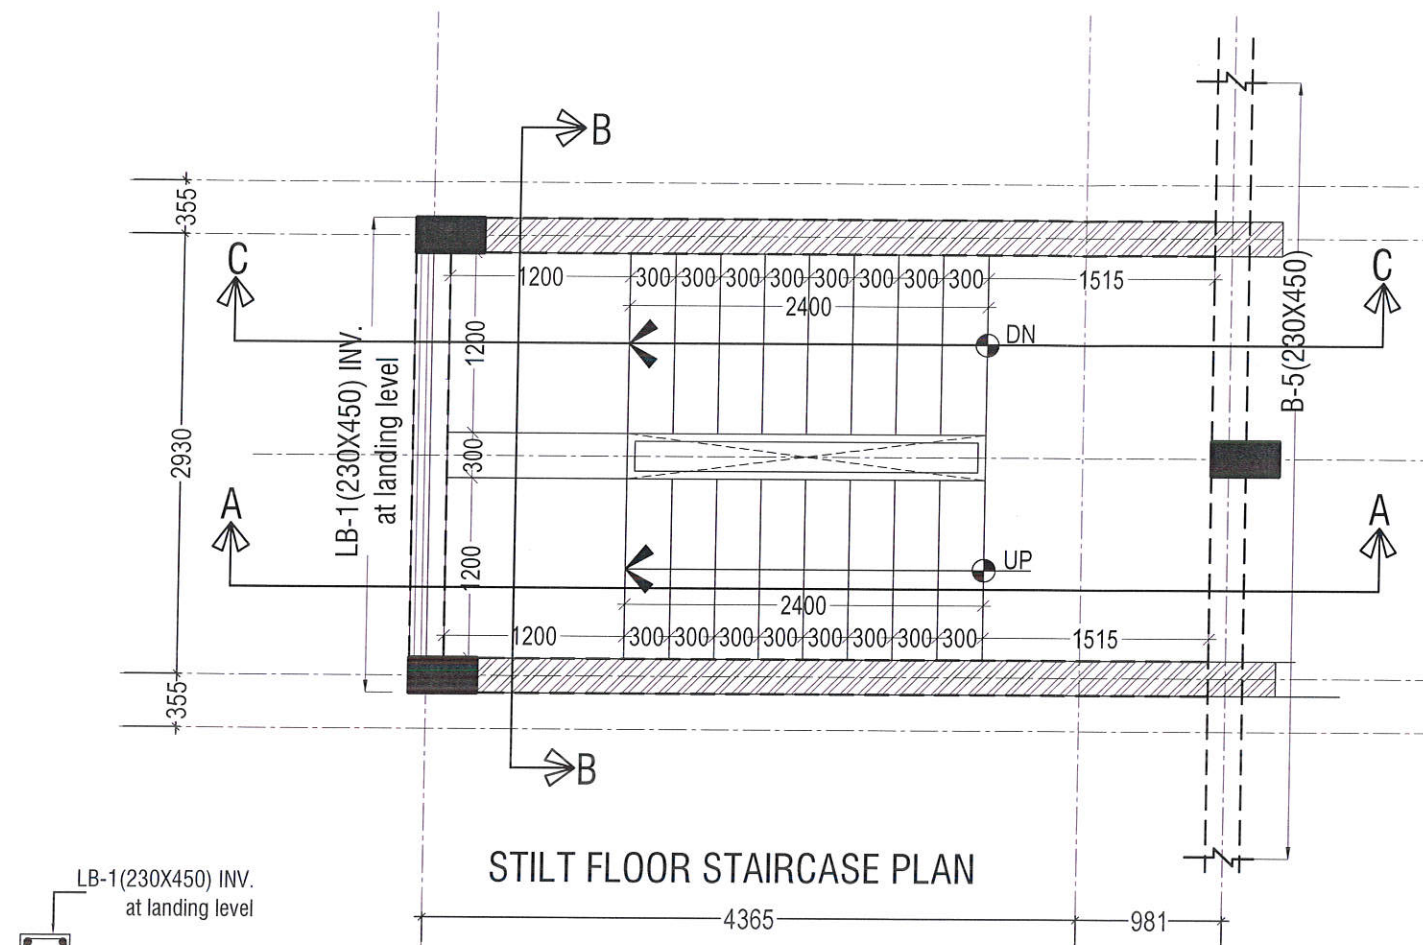 B
355
C
1200
300 300 300 300 300 300 300 300
1515
C
2400
DN
1200
LB-1(230X450) INV.
at landing level
B-5(230X450)
2930
300
A
A
UP
1200
2400
1200
300 300 300 300 300 300 300 300
1515
355
B
STILT FLOOR STAIRCASE PLAN
LB-1(230X450) INV.
at landing level
4365
981